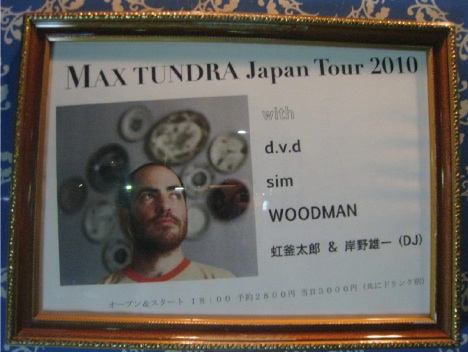 MAX TUNDRA Japan Tour 2010
with
d.v.d
sim
WOODMAN
虹釜太郎 & 岸野雄一 (DJ)
オープン&スタート 18:00 予約2800円 当日3000円 (共にドリンク別)